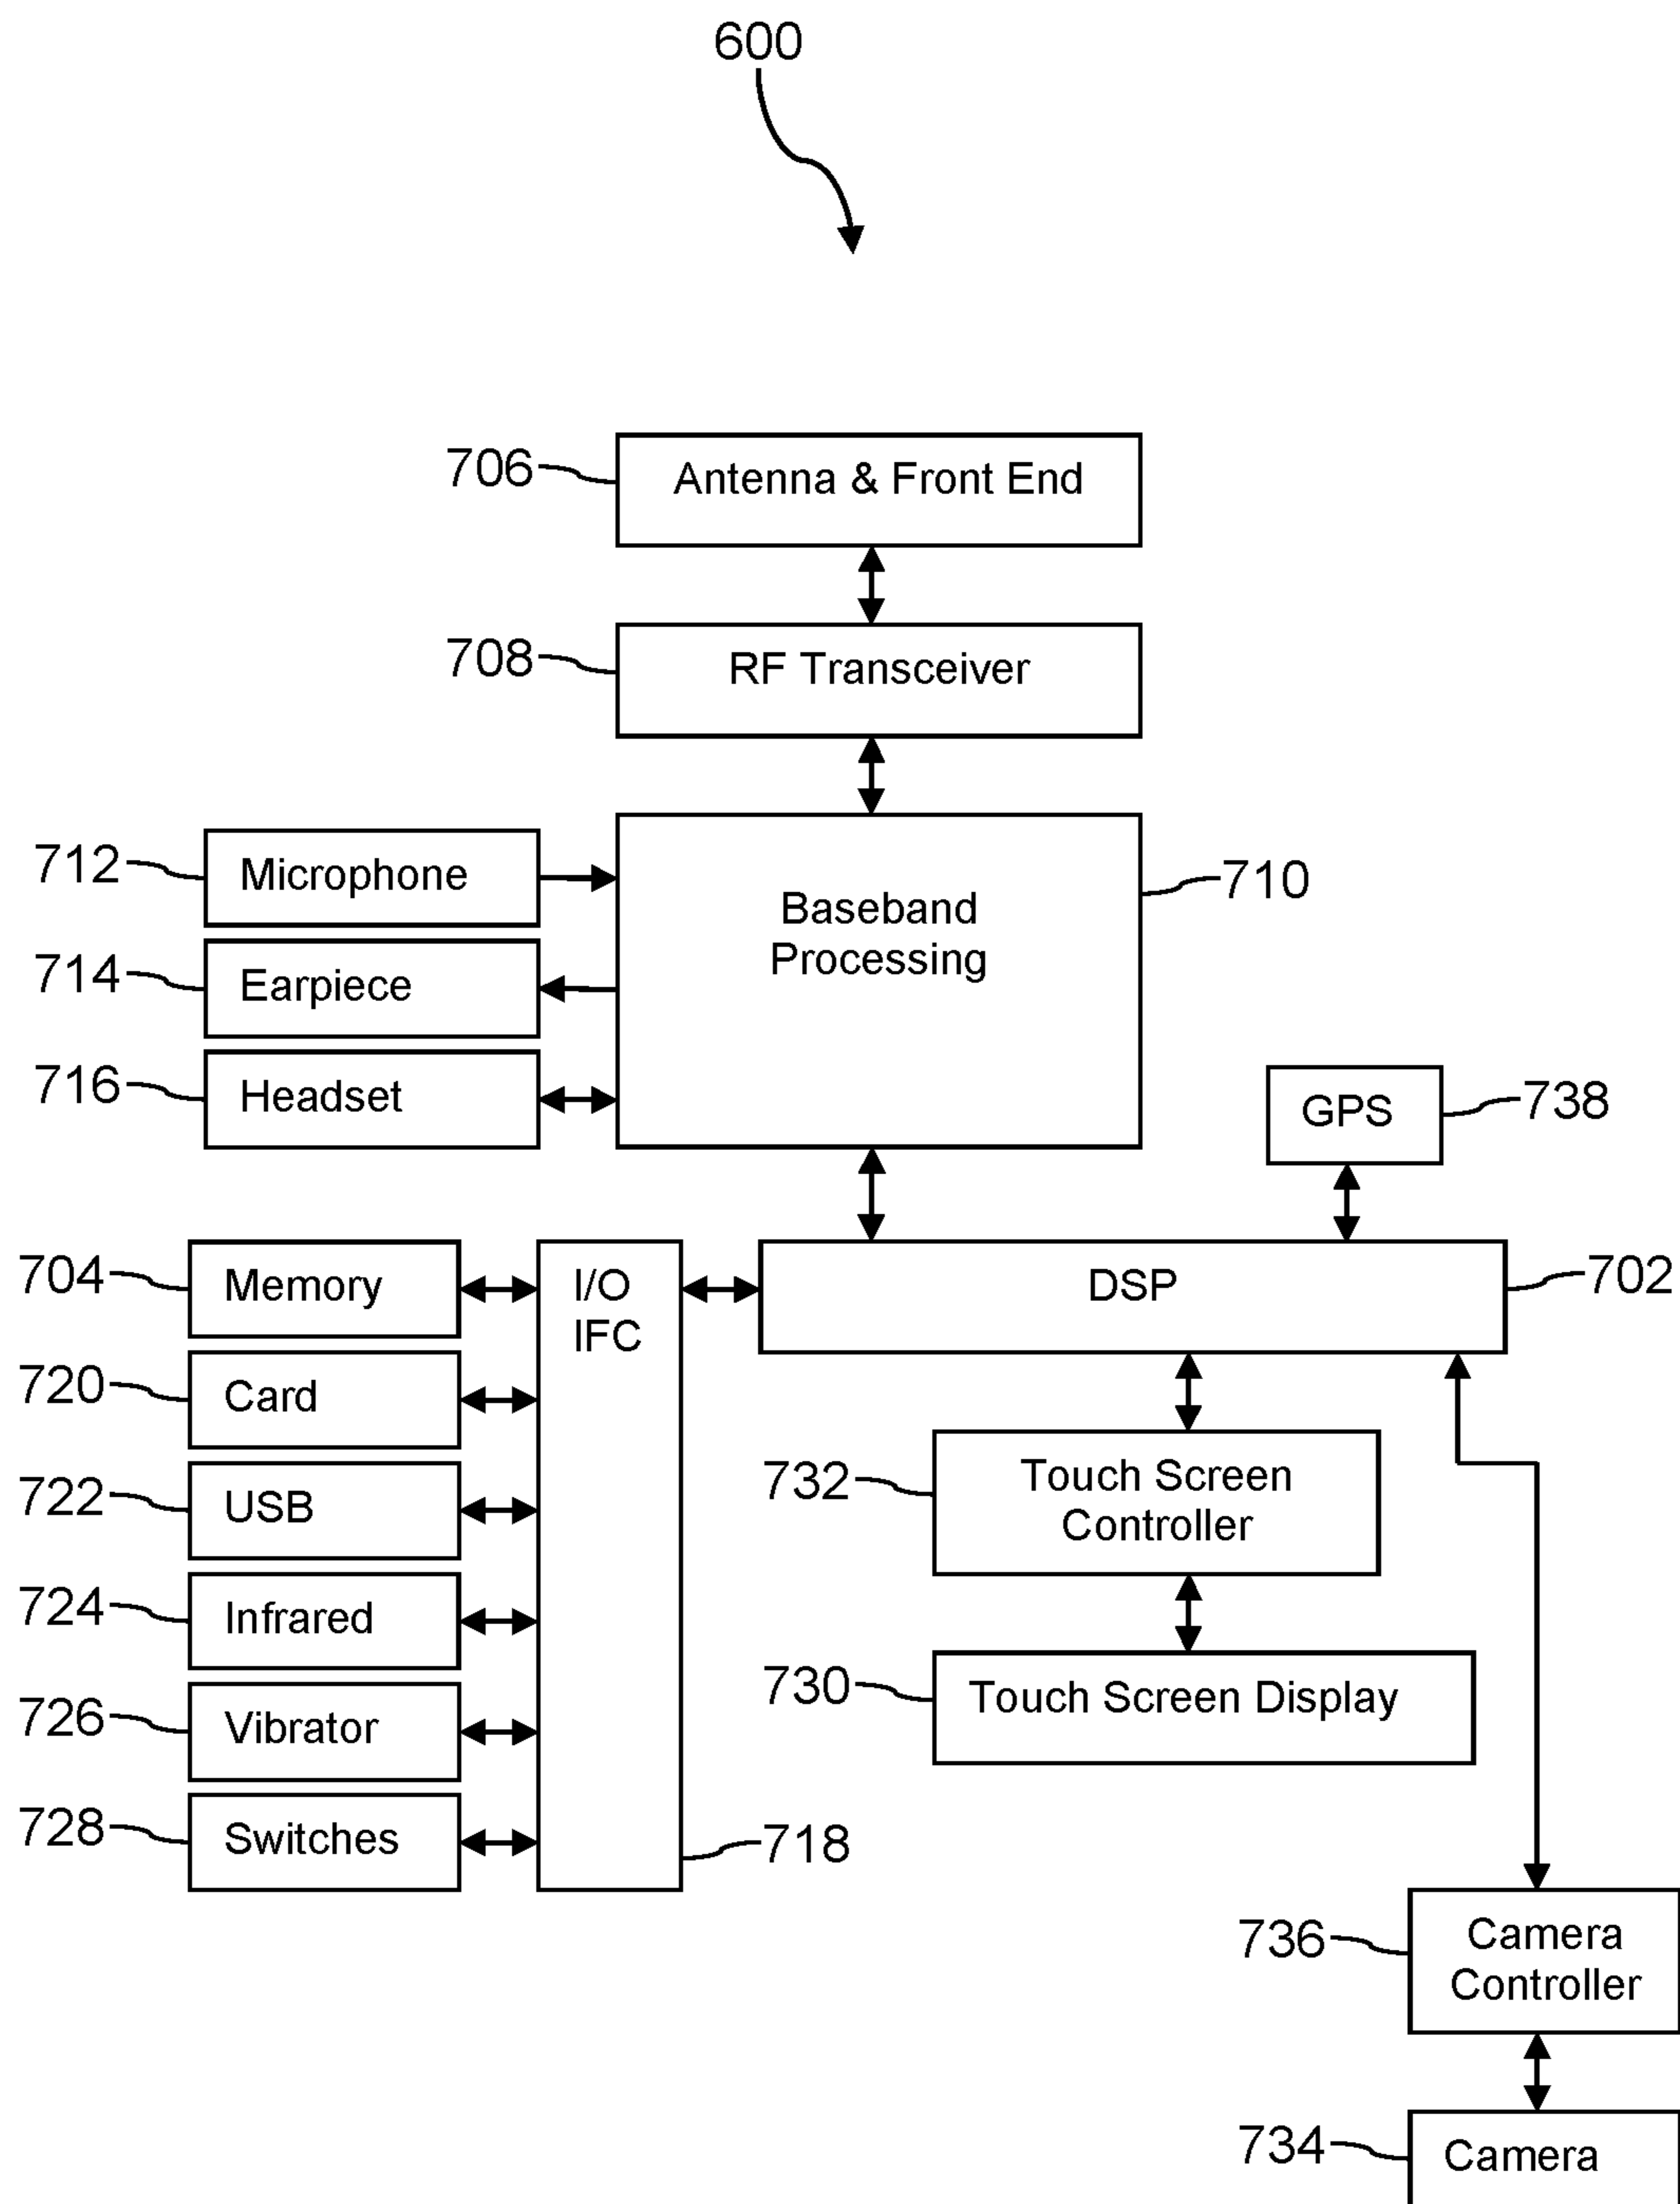 600
706
Antenna & Front End
708
RF Transceiver
712
Microphone
Baseband
Processing
710
714
Earpiece
716
Headset
GPS
738
704
Memory
I/O
IFC
DSP
702
720
Card
722
USB
732
Touch Screen
Controller
724
Infrared
726
Vibrator
730
Touch Screen Display
728
Switches
718
736
Camera
Controller
734
Camera